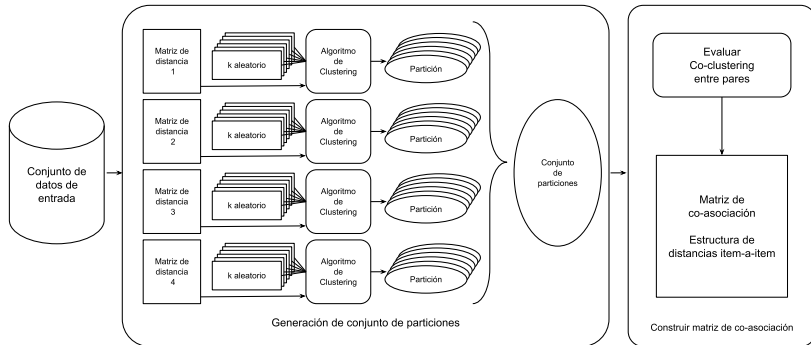 Conjunto de
datos de
entrada
Matriz de
distancia
1
k aleatorio
Algoritmo
de
Clustering
Partición
Matriz de
distancia
2
k aleatorio
Algoritmo
de
Clustering
Partición
Matriz de
distancia
3
k aleatorio
Algoritmo
de
Clustering
Partición
Matriz de
distancia
4
k aleatorio
Algoritmo
de
Clustering
Partición
Conjunto
de
particiones
Generación de conjunto de particiones
Evaluar
Co-clustering
entre pares
Matriz de
co-asociación
Estructura de
distancias item-a-item
Construir matriz de co-asociación